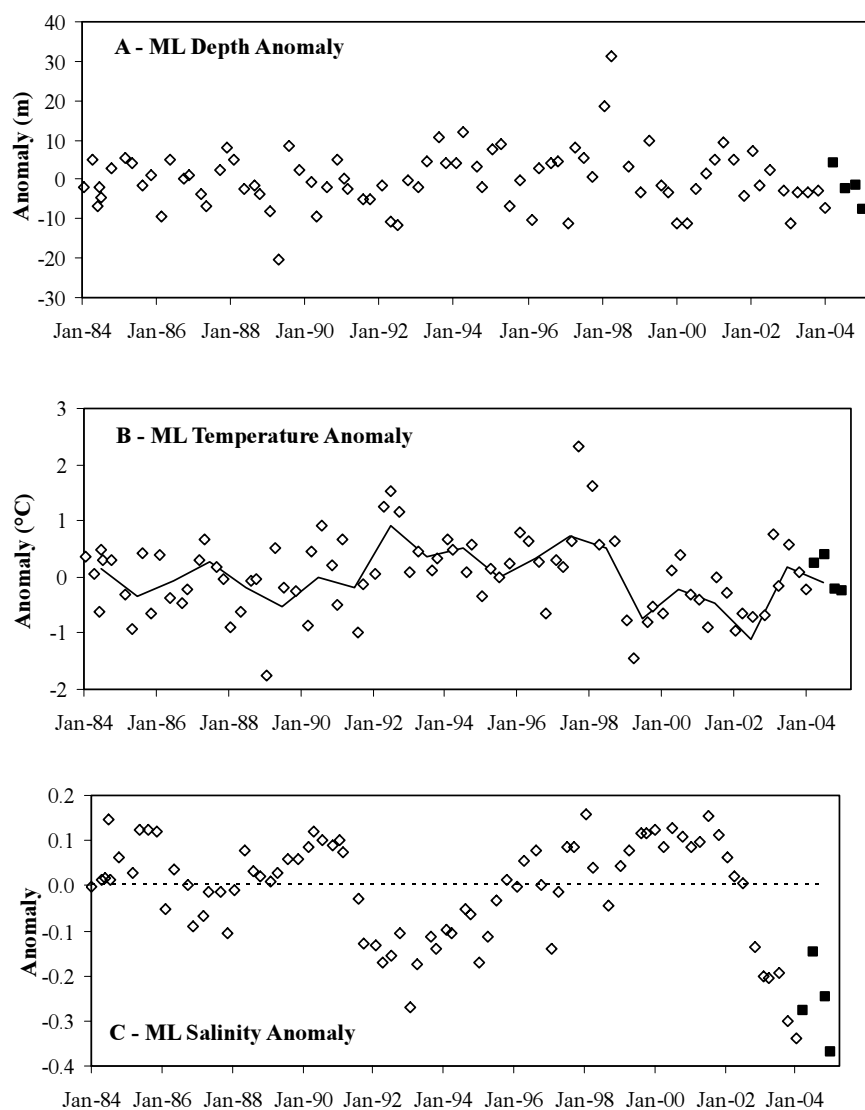 A - ML Depth Anomaly
Anomaly (m)
40
30
20
10
0
-10
-20
-30
Jan-84 Jan-86 Jan-88 Jan-90 Jan-92 Jan-94 Jan-96 Jan-98 Jan-00 Jan-02 Jan-04
B - ML Temperature Anomaly
Anomaly (°C)
3
2
1
0
-1
-2
Jan-84 Jan-86 Jan-88 Jan-90 Jan-92 Jan-94 Jan-96 Jan-98 Jan-00 Jan-02 Jan-04
Anomaly
0.2
0.1
0.0
-0.1
-0.2
-0.3
-0.4
C - ML Salinity Anomaly
Jan-84 Jan-86 Jan-88 Jan-90 Jan-92 Jan-94 Jan-96 Jan-98 Jan-00 Jan-02 Jan-04